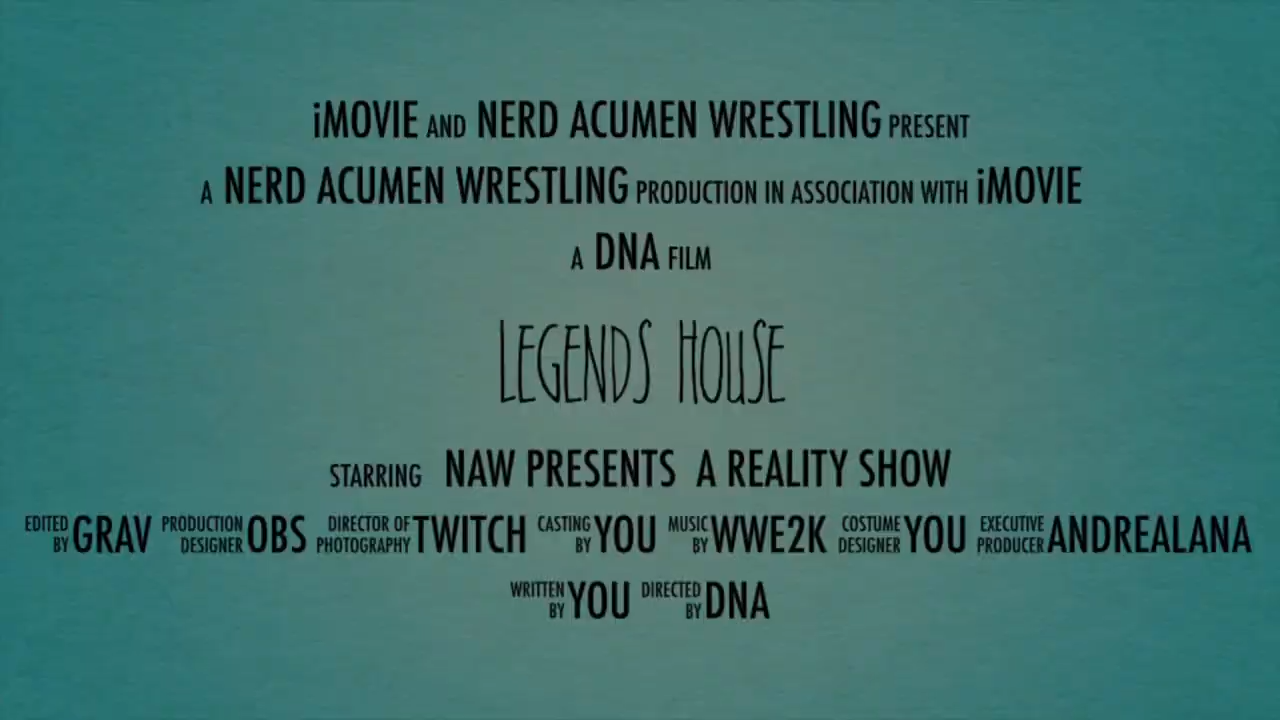 iMOVIE AND NERD ACUMEN WRESTLING PRESENT
A NERD ACUMEN WRESTLING PRODUCTION IN ASSOCIATION WITH iMOVIE
A DNA FILM
LEGENDS HOUSE
STARRING NAW PRESENTS A REALITY SHOW
EDITED BY GRAV PRODUCTION DESIGNER OBS DIRECTOR OF PHOTOGRAPHY TWITCH CASTING BY YOU MUSIC BY WWE2K COSTUME DESIGNER YOU EXECUTIVE PRODUCER ANDREALANA
WRITTEN BY YOU DIRECTED BY DNA